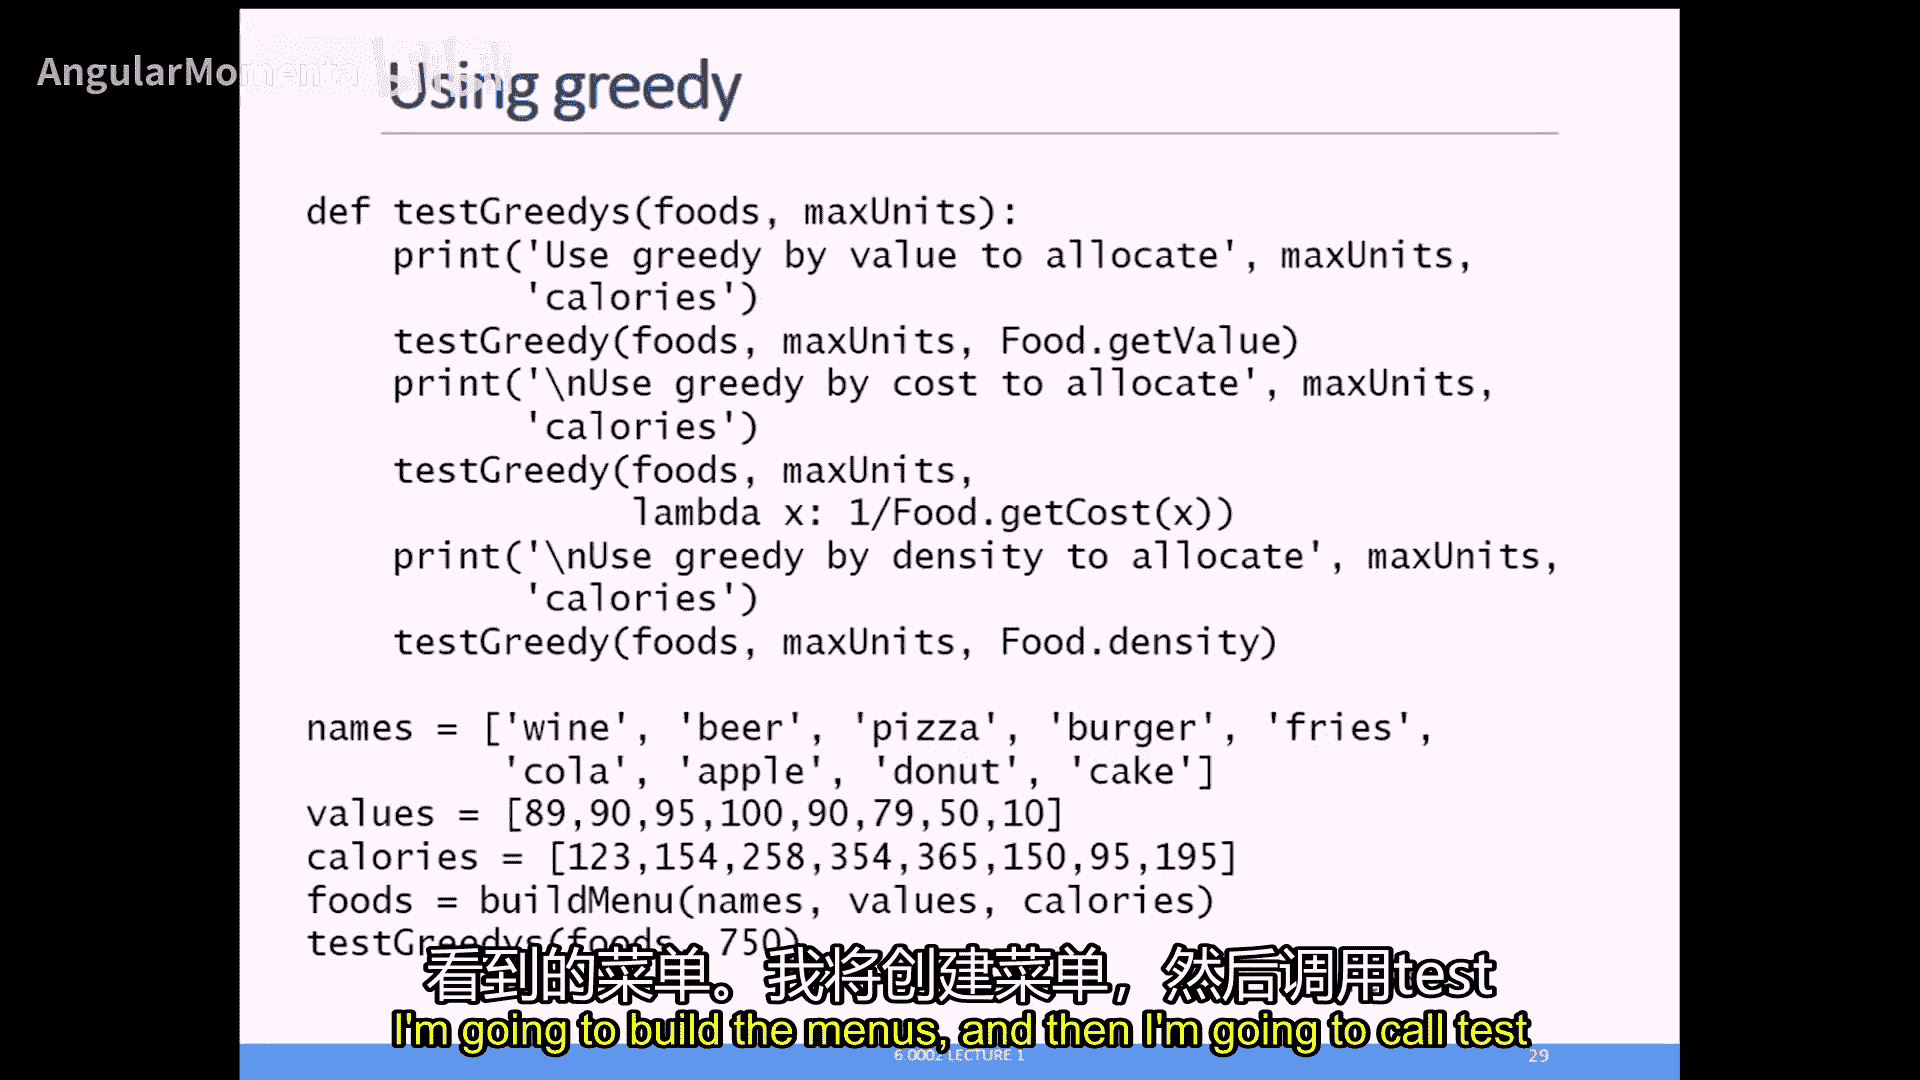 AngularMomenta
Using greedy
def testGreedys(foods, maxUnits):
    print('Use greedy by value to allocate', maxUnits,
          'calories')
    testGreedy(foods, maxUnits, Food.getValue)
    print('\nUse greedy by cost to allocate', maxUnits,
          'calories')
    testGreedy(foods, maxUnits,
               lambda x: 1/Food.getCost(x))
    print('\nUse greedy by density to allocate', maxUnits,
          'calories')
    testGreedy(foods, maxUnits, Food.density)
names = ['wine', 'beer', 'pizza', 'burger', 'fries',
         'cola', 'apple', 'donut', 'cake']
values = [89,90,95,100,90,79,50,10]
calories = [123,154,258,354,365,150,95,195]
foods = buildMenu(names, values, calories)
testGreedys(foods, 750)
看到的菜单。我将创建菜单，然后调用test
I'm going to build the menus, and then I'm going to call test
6.0002 LECTURE 1
29